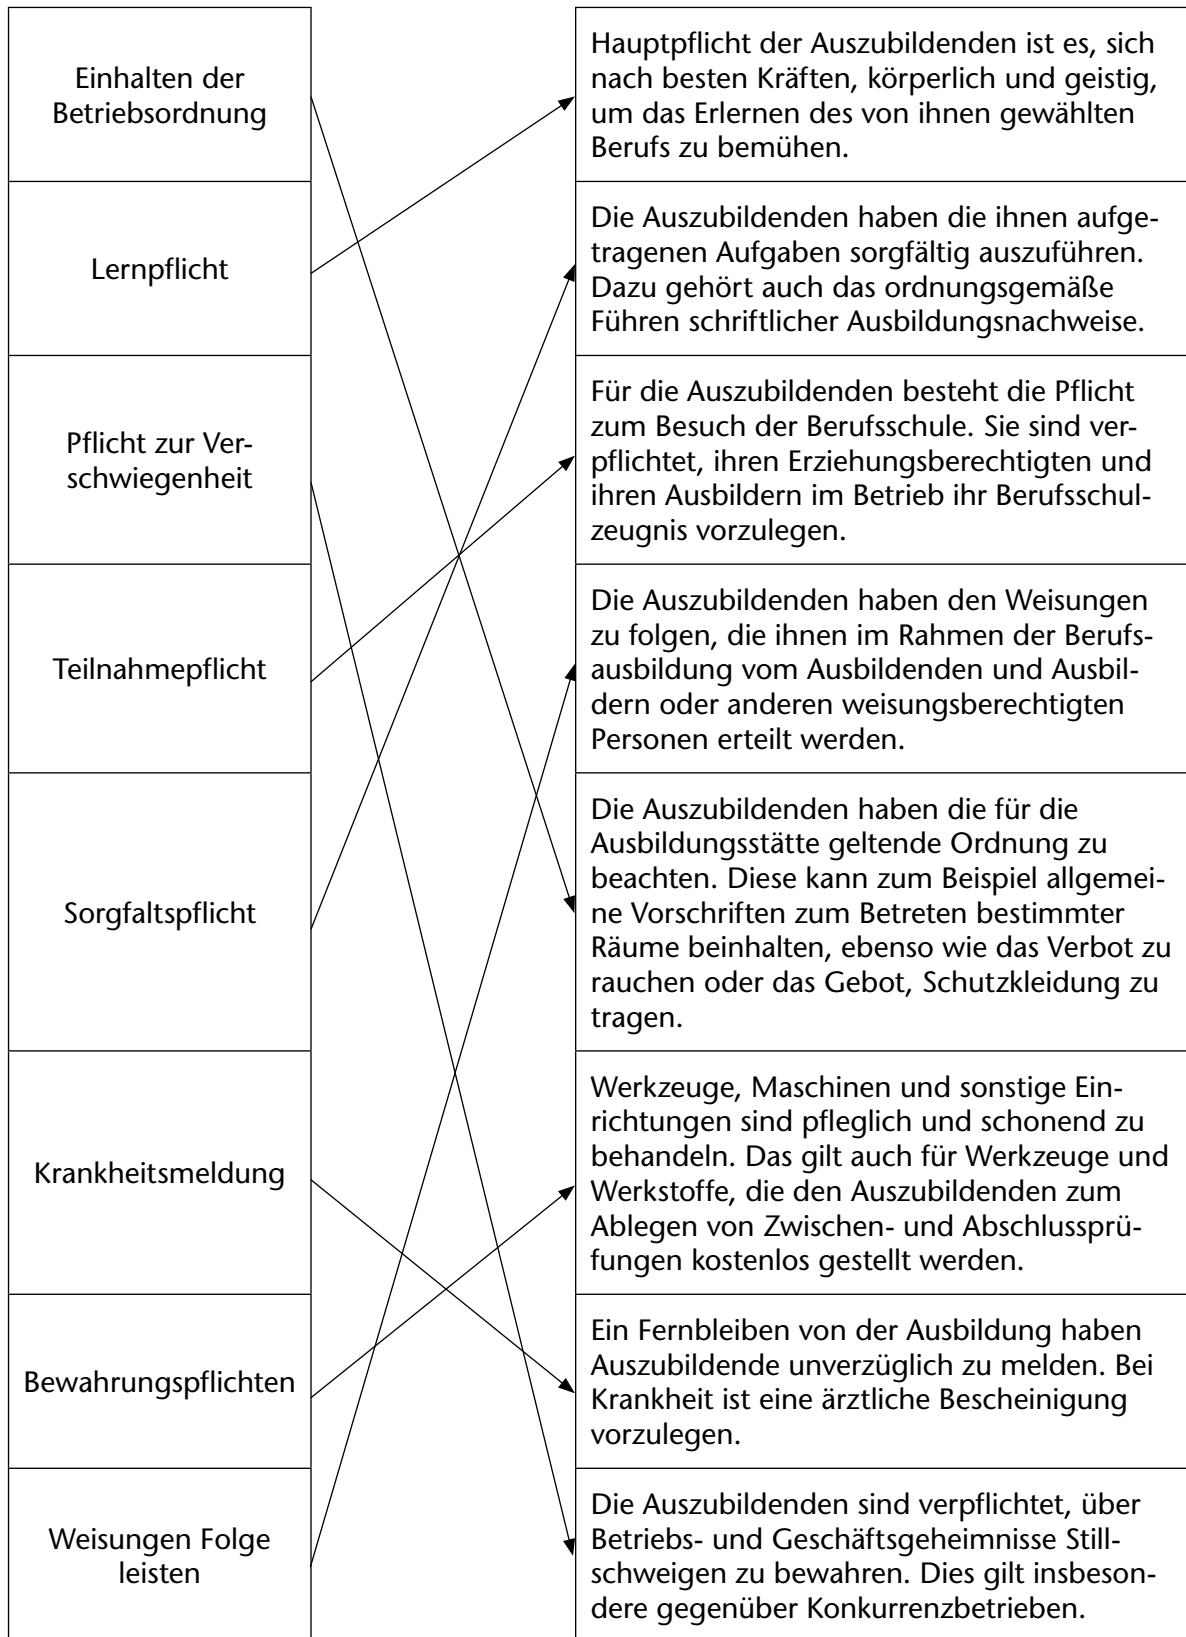 Einhalten der
Betriebsordnung
Hauptpflicht der Auszubildenden ist es, sich
nach besten Kräften, körperlich und geistig,
um das Erlernen des von ihnen gewählten
Berufs zu bemühen.
Lernpflicht
Die Auszubildenden haben die ihnen aufge-
tragenen Aufgaben sorgfältig auszuführen.
Dazu gehört auch das ordnungsgemäße
Führen schriftlicher Ausbildungsnachweise.
Pflicht zur Ver-
schwiegenheit
Für die Auszubildenden besteht die Pflicht
zum Besuch der Berufsschule. Sie sind ver-
pflichtet, ihren Erziehungsberechtigten und
ihren Ausbildern im Betrieb ihr Berufsschul-
zeugnis vorzulegen.
Teilnahmepflicht
Die Auszubildenden haben den Weisungen
zu folgen, die ihnen im Rahmen der Berufs-
ausbildung vom Ausbildenden und Ausbil-
dern oder anderen weisungsberechtigten
Personen erteilt werden.
Sorgfaltspflicht
Die Auszubildenden haben die für die
Ausbildungsstätte geltende Ordnung zu
beachten. Diese kann zum Beispiel allgemei-
ne Vorschriften zum Betreten bestimmter
Räume beinhalten, ebenso wie das Verbot zu
rauchen oder das Gebot, Schutzkleidung zu
tragen.
Krankheitsmeldung
Werkzeuge, Maschinen und sonstige Ein-
richtungen sind pfleglich und schonend zu
behandeln. Das gilt auch für Werkzeuge und
Werkstoffe, die den Auszubildenden zum
Ablegen von Zwischen- und Abschlussprü-
fungen kostenlos gestellt werden.
Bewahrungspflichten
Ein Fernbleiben von der Ausbildung haben
Auszubildende unverzüglich zu melden. Bei
Krankheit ist eine ärztliche Bescheinigung
vorzulegen.
Weisungen Folge
leisten
Die Auszubildenden sind verpflichtet, über
Betriebs- und Geschäftsgeheimnisse Still-
schweigen zu bewahren. Dies gilt insbeson-
dere gegenüber Konkurrenzbetrieben.